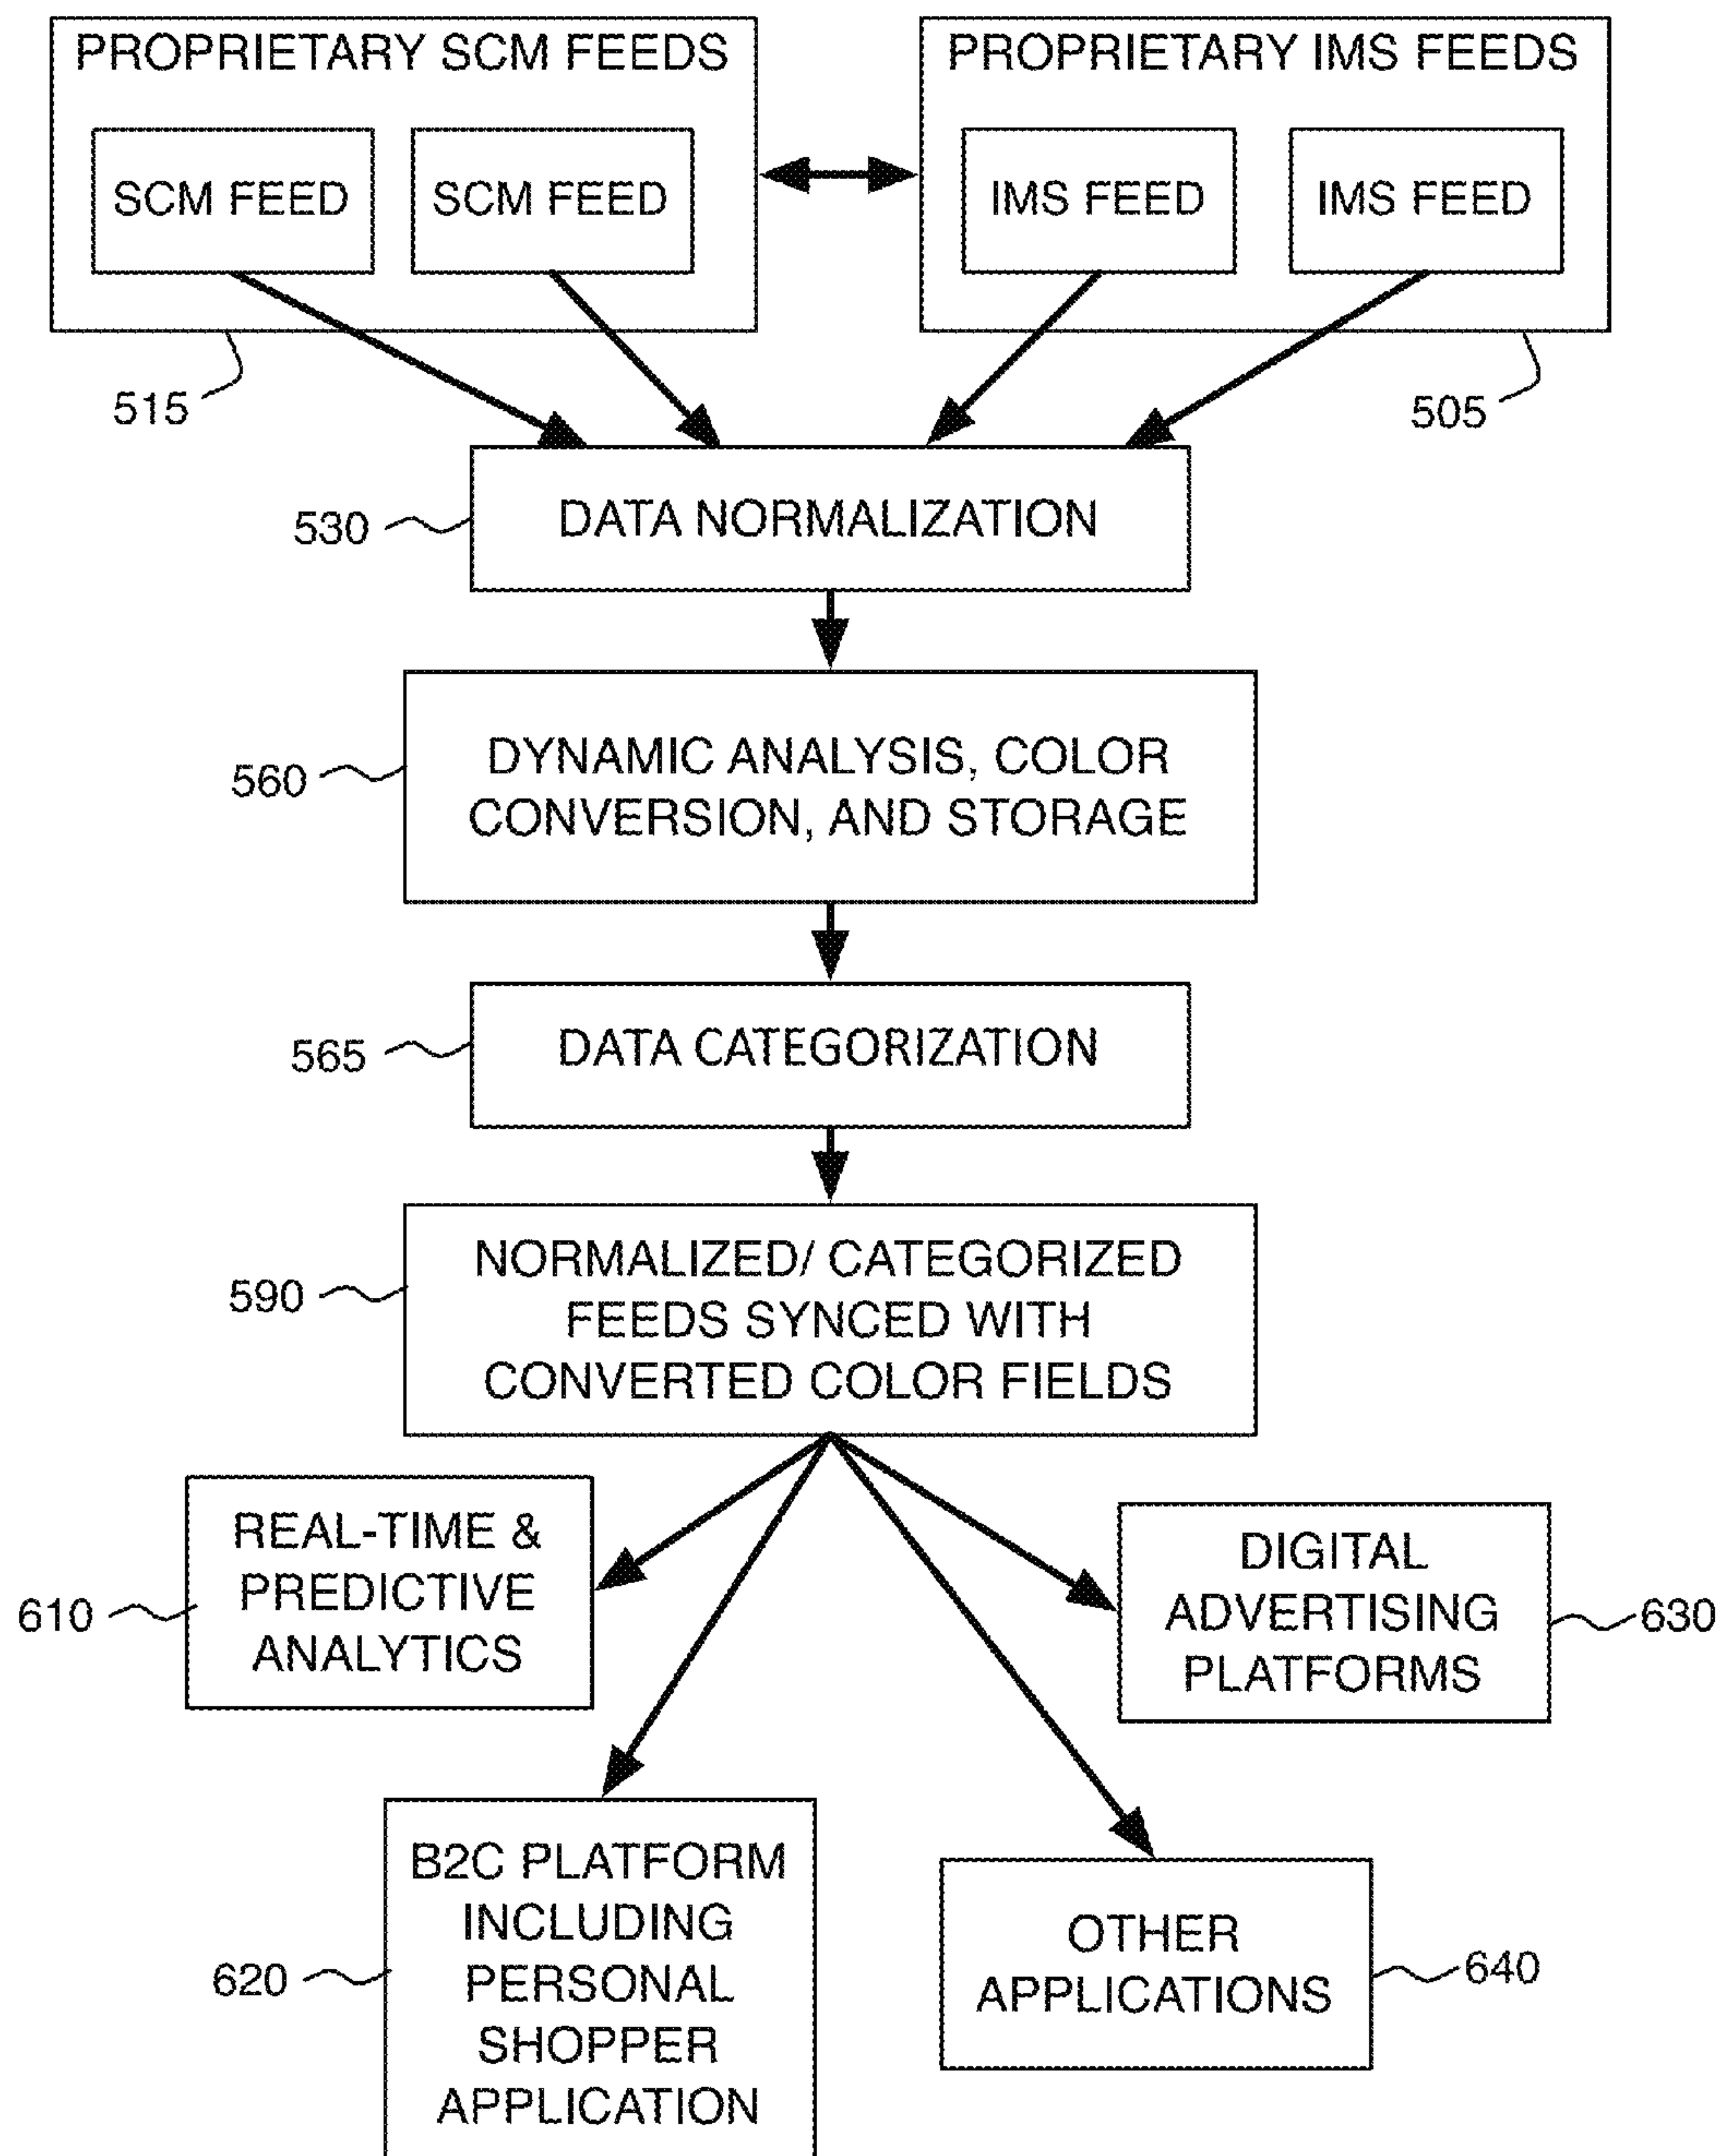 PROPRIETARY SCM FEEDS
PROPRIETARY IMS FEEDS
SCM FEED
SCM FEED
IMS FEED
IMS FEED
515
505
530
DATA NORMALIZATION
560
DYNAMIC ANALYSIS, COLOR
CONVERSION, AND STORAGE
565
DATA CATEGORIZATION
590
NORMALIZED/ CATEGORIZED
FEEDS SYNCED WITH
CONVERTED COLOR FIELDS
610
REAL-TIME &
PREDICTIVE
ANALYTICS
DIGITAL
ADVERTISING
PLATFORMS
630
620
B2C PLATFORM
INCLUDING
PERSONAL
SHOPPER
APPLICATION
OTHER
APPLICATIONS
640